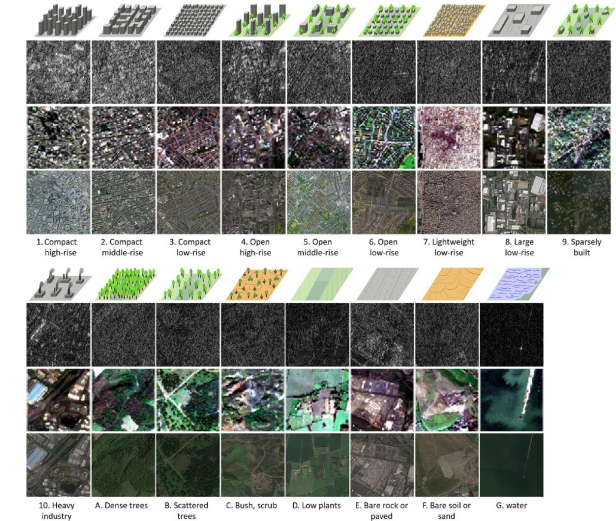 1. Compact 2. Compact 3. Compact 4. Open 5. Open 6. Open 7. Lightweight 8. Large 9. Sparsely
high-rise middle-rise low-rise high-rise middle-rise low-rise low-rise low-rise built
10. Heavy A. Dense trees B. Scattered C. Bush, scrub D. Low plants E. Bare rock or F. Bare soil or G. water
industry trees paved sand